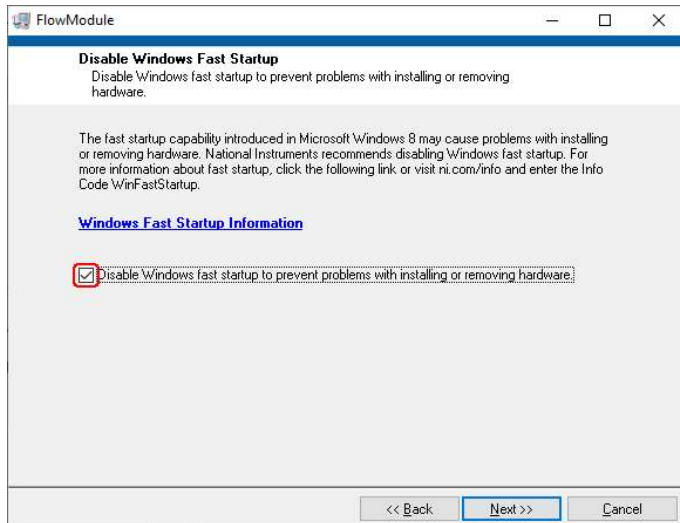 FlowModule
Disable Windows Fast Startup
Disable Windows fast startup to prevent problems with installing or removing
hardware.
The fast startup capability introduced in Microsoft Windows 8 may cause problems with installing
or removing hardware. National Instruments recommends disabling Windows fast startup. For
more information about fast startup, click the following link or visit ni.com/info and enter the Info
Code WinFastStartup.
Windows Fast Startup Information
Disable Windows fast startup to prevent problems with installing or removing hardware.
<< Back Next >> Cancel